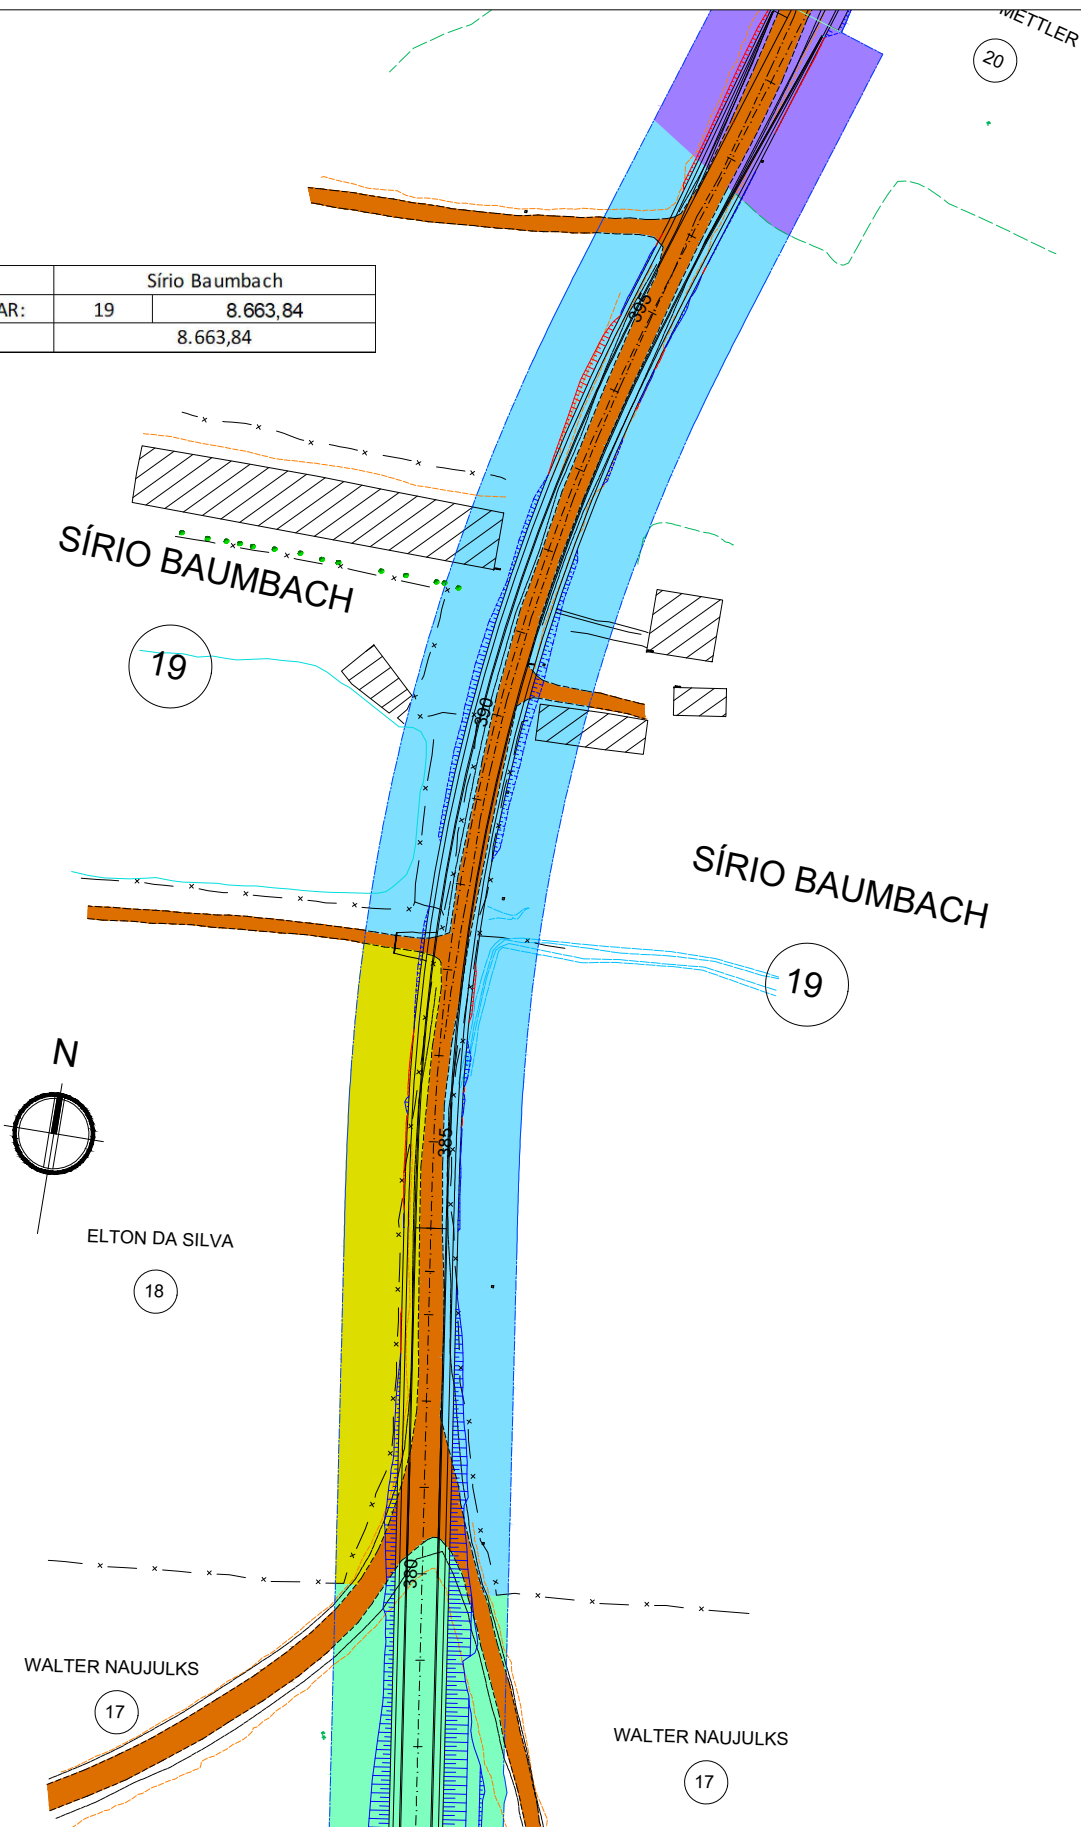 METTLER
20
Sírio Baumbach
AR: 19 8.663,84
8.663,84
395
SÍRIO BAUMBACH
19
390
SÍRIO BAUMBACH
19
N
385
ELTON DA SILVA
18
380
WALTER NAUJULKS
17
WALTER NAUJULKS
17